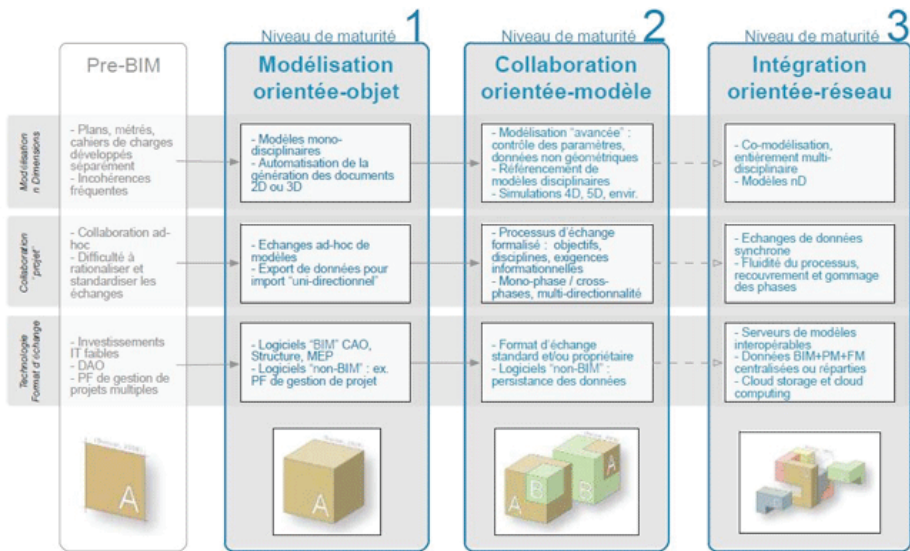 Niveau de maturité 1
Niveau de maturité 2
Niveau de maturité 3
Pre-BIM
Modélisation
orientée-objet
Collaboration
orientée-modèle
Intégration
orientée-réseau
Modélisation
n Dimensions
- Plans, métrés,
cahiers de charges
développés
séparément
- Incohérences
fréquentes
- Modèles mono-
disciplinaires
- Automatisation de la
génération des documents
2D ou 3D
- Modélisation "avancée" :
contrôle des paramètres,
données non géométriques
- Référencement de
modèles disciplinaires
- Simulations 4D, 5D, envir.
- Co-modélisation,
entièrement multi-
disciplinaire
- Modèles nD
Collaboration
"projet"
- Collaboration ad-
hoc
- Difficulté à
rationaliser et
standardiser les
échanges
- Echanges ad-hoc de
modèles
- Export de données pour
import "uni-directionnel"
- Processus d'échange
formalisé : objectifs,
disciplines, exigences
informationnelles
- Mono-phase / cross-
phases, multi-directionnalité
- Echanges de données
synchrone
- Fluidité du processus,
recouvrement et gommage
des phases
Technologie
Format d'échange
- Investissements
IT faibles
- DAO
- PF de gestion de
projets multiples
- Logiciels "BIM" CAO,
Structure, MEP
- Logiciels "non-BIM" : ex.
PF de gestion de projet
- Format d'échange
standard et/ou propriétaire
- Logiciels "non-BIM" :
persistance des données
- Serveurs de modèles
interopérables
- Données BIM+PM+FM
centralisées ou réparties
- Cloud storage et cloud
computing
A
A
A
B
B
A